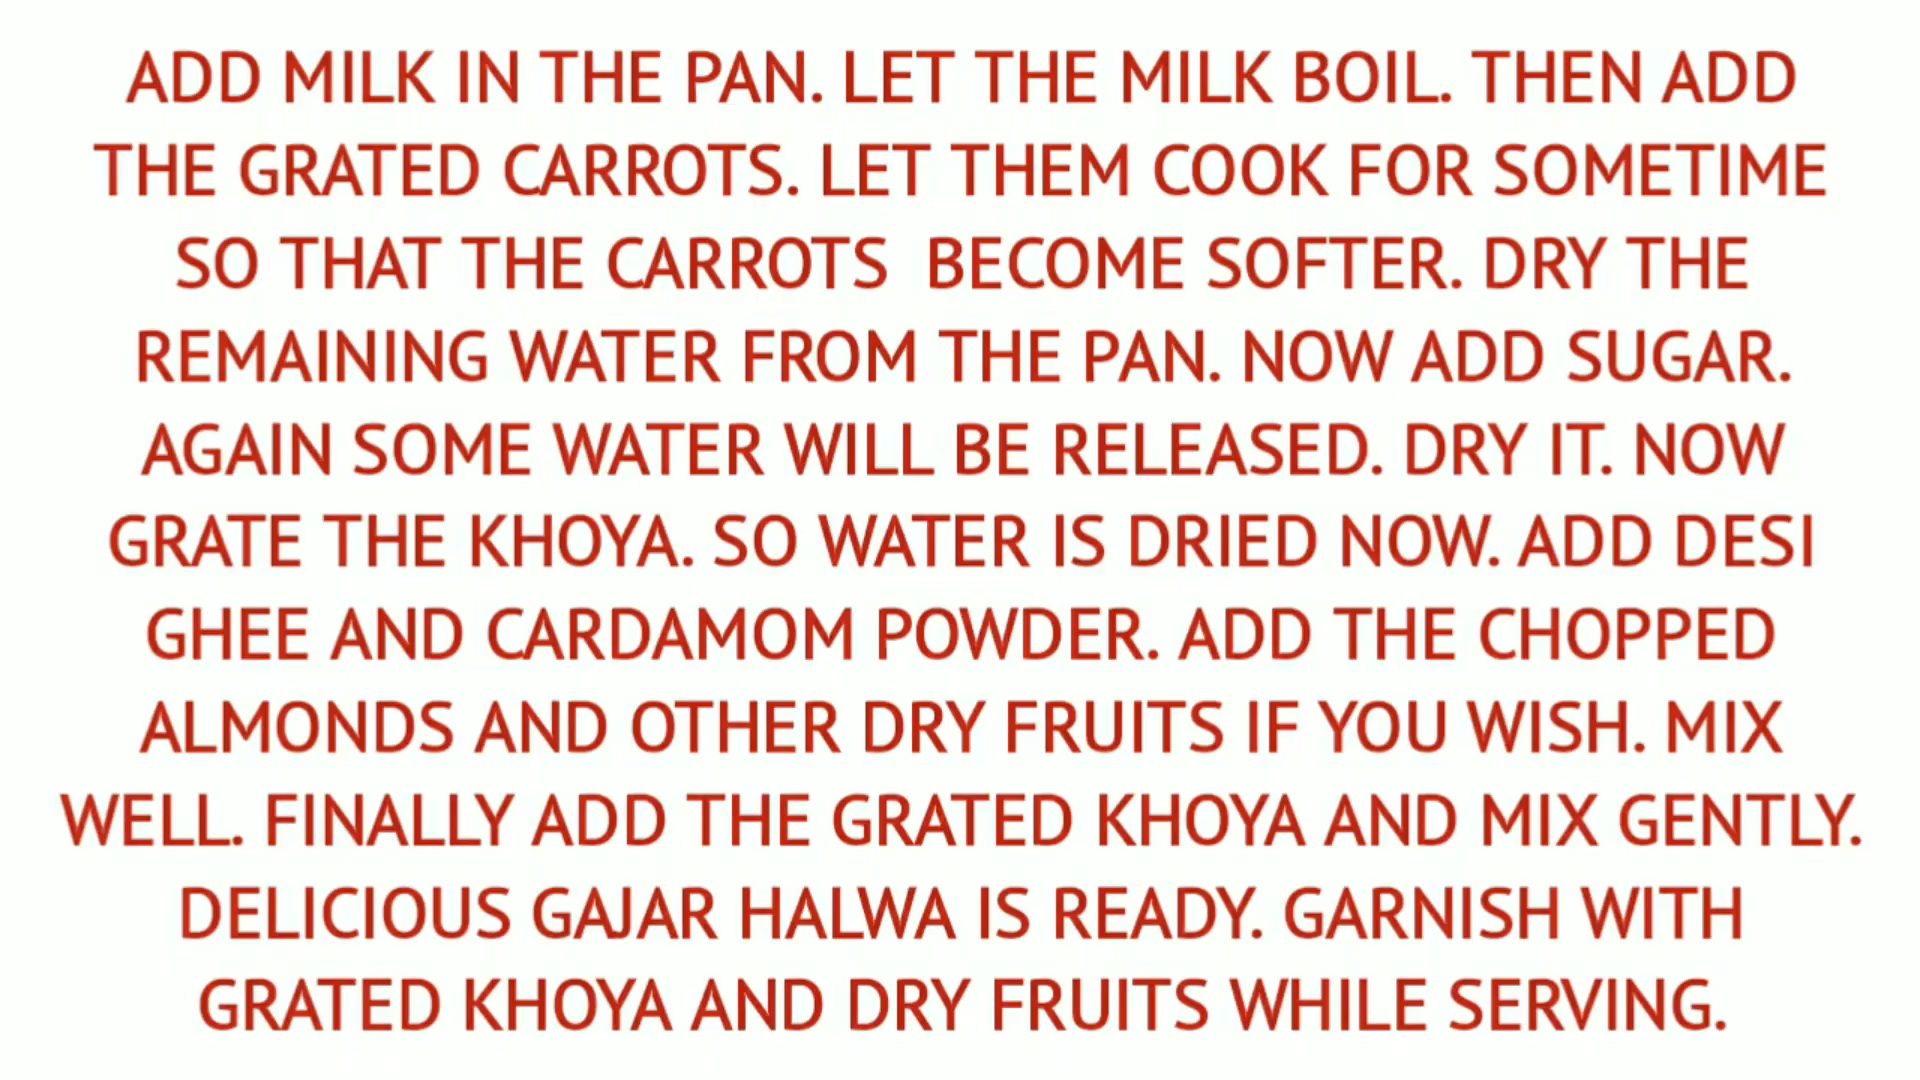 ADD MILK IN THE PAN. LET THE MILK BOIL. THEN ADD
THE GRATED CARROTS. LET THEM COOK FOR SOMETIME
SO THAT THE CARROTS  BECOME SOFTER. DRY THE
REMAINING WATER FROM THE PAN. NOW ADD SUGAR.
AGAIN SOME WATER WILL BE RELEASED. DRY IT. NOW
GRATE THE KHOYA. SO WATER IS DRIED NOW. ADD DESI
GHEE AND CARDAMOM POWDER. ADD THE CHOPPED
ALMONDS AND OTHER DRY FRUITS IF YOU WISH. MIX
WELL. FINALLY ADD THE GRATED KHOYA AND MIX GENTLY.
DELICIOUS GAJAR HALWA IS READY. GARNISH WITH
GRATED KHOYA AND DRY FRUITS WHILE SERVING.